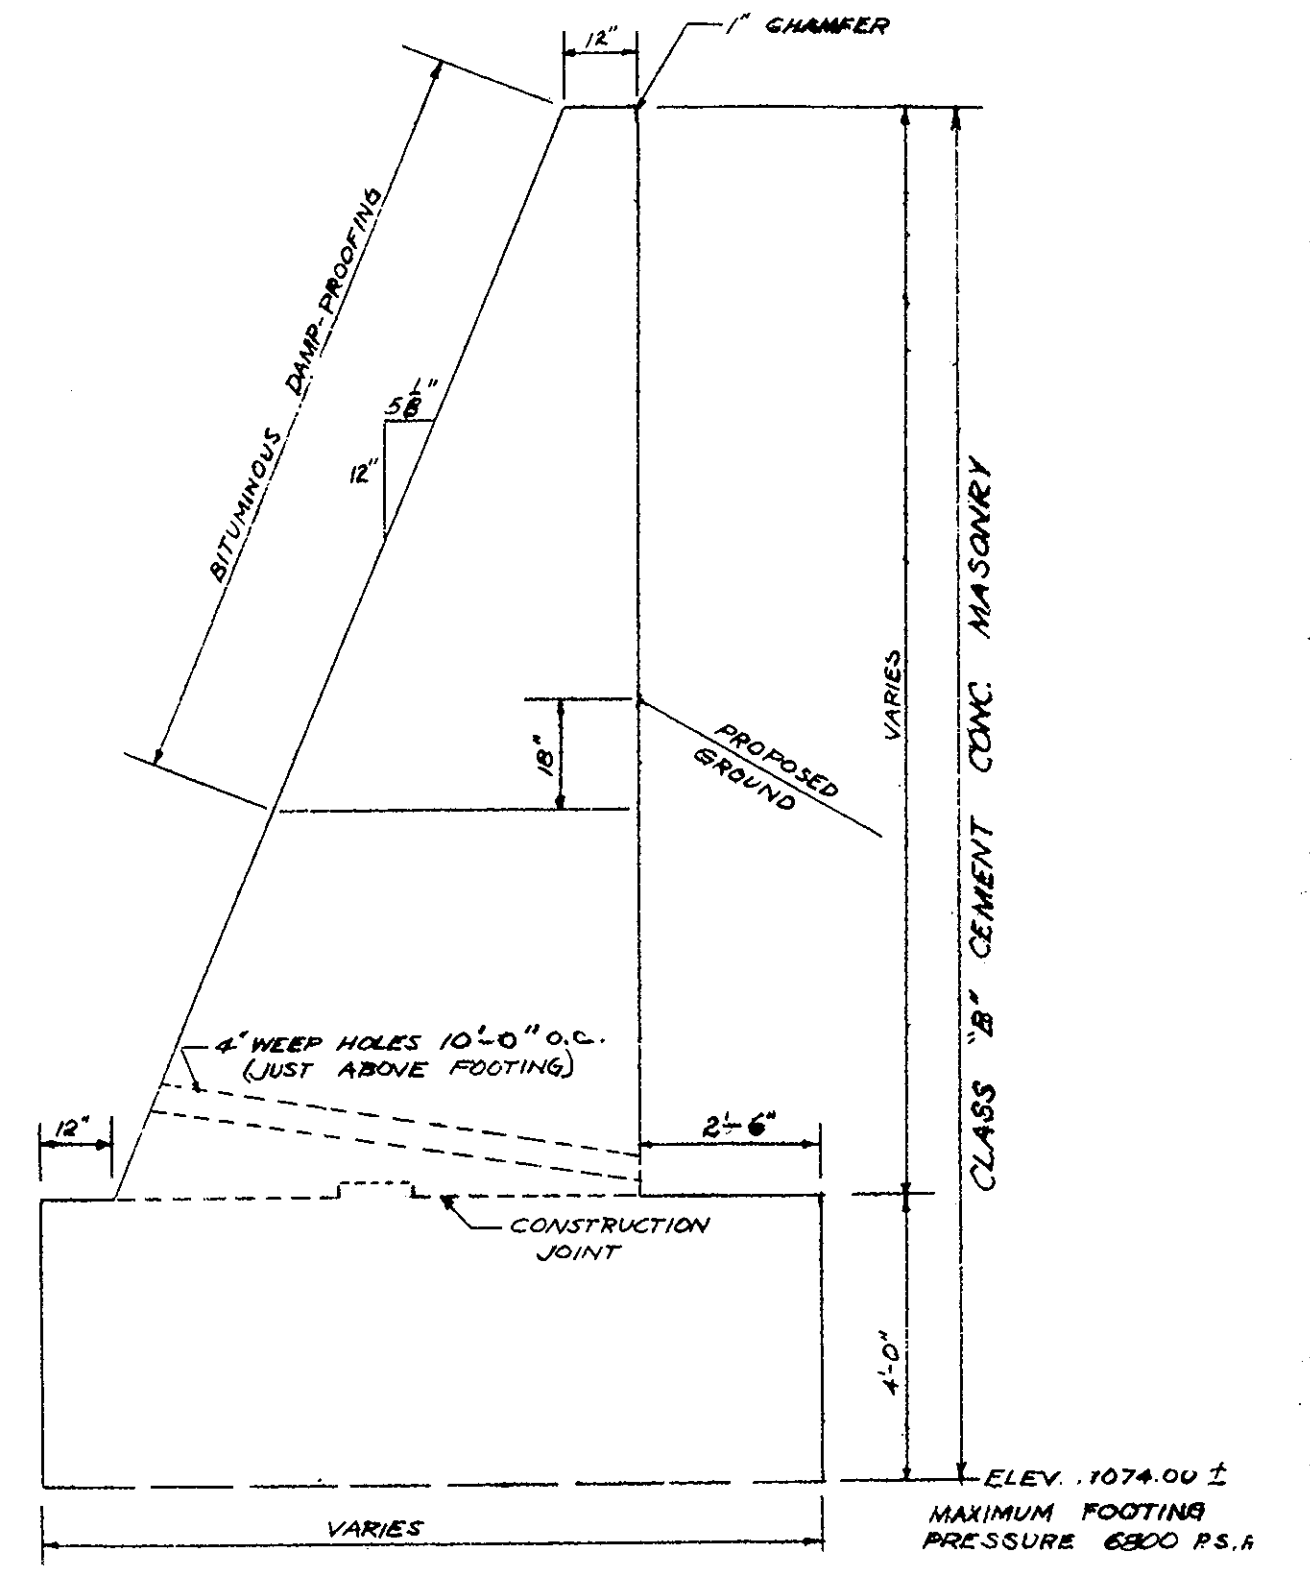 12"
1" CHAMFER
BITUMINOUS DAMP-PROOFING
5 1/8"
12"
18"
PROPOSED
GROUND
VARIES
CLASS "B" CEMENT CONC. MASONRY
4" WEEP HOLES 10'-0" O.C.
(JUST ABOVE FOOTING)
12"
2'-6"
CONSTRUCTION
JOINT
4'-0"
ELEV. 1074.00 ±
MAXIMUM FOOTING
PRESSURE 6800 P.S.F.
VARIES